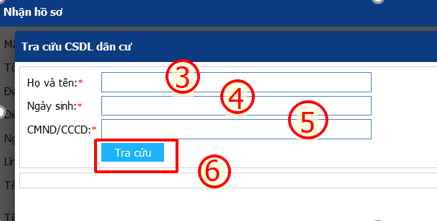 Nhận hồ sơ
Tra cứu CSDL dân cư
Họ và tên:* ③
Ngày sinh:* ④
CMND/CCCD:* ⑤
Tra cứu ⑥